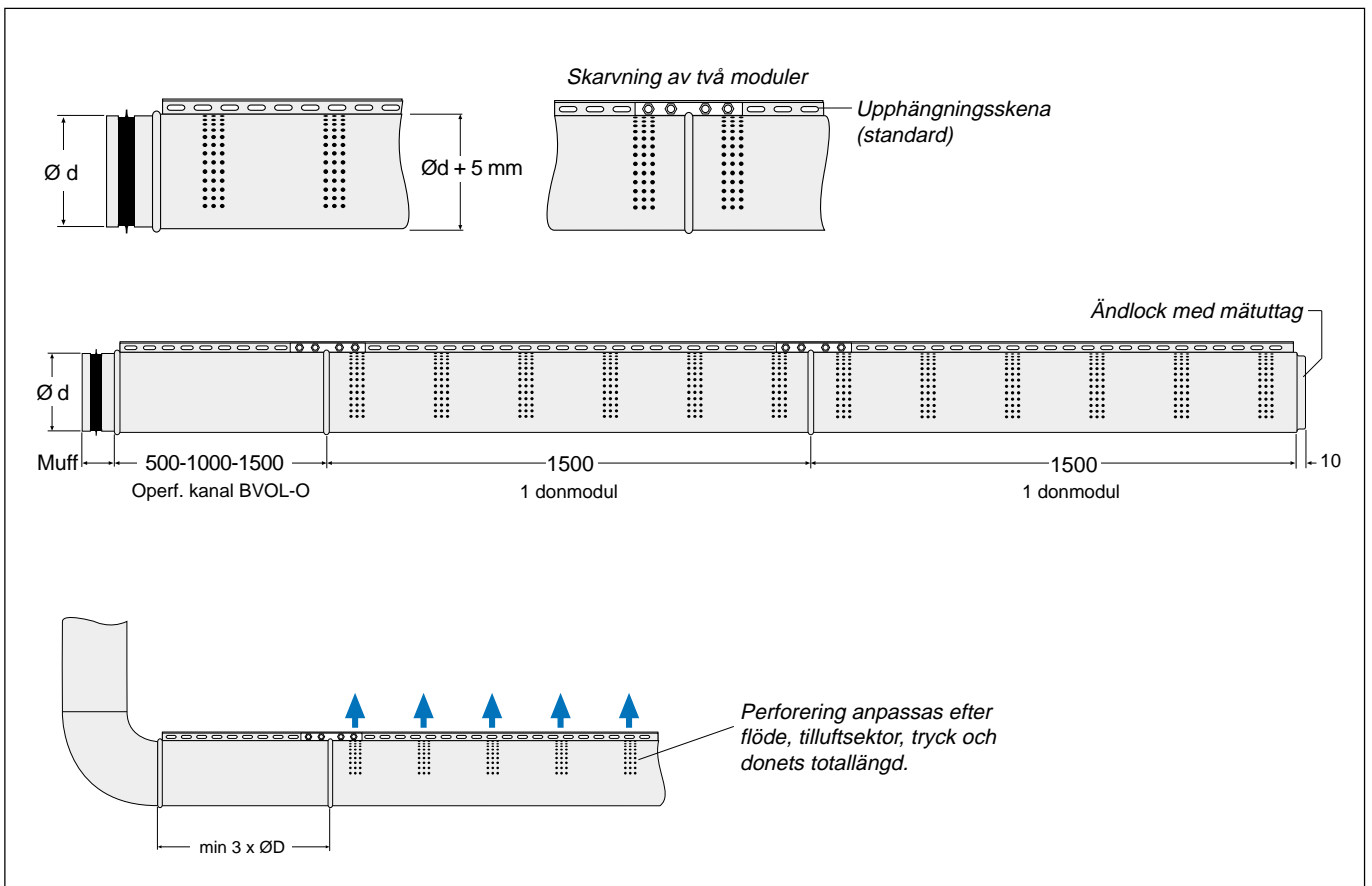 Skarvning av två moduler
Upphängningsskena
(standard)
Ø d
Ød + 5 mm
Ändlock med mätuttag
Ø d
Muff
500-1000-1500
1500
1500
10
Operf. kanal BVOL-O
1 donmodul
1 donmodul
Perforering anpassas efter
flöde, tilluftsektor, tryck och
donets totallängd.
min 3 x ØD